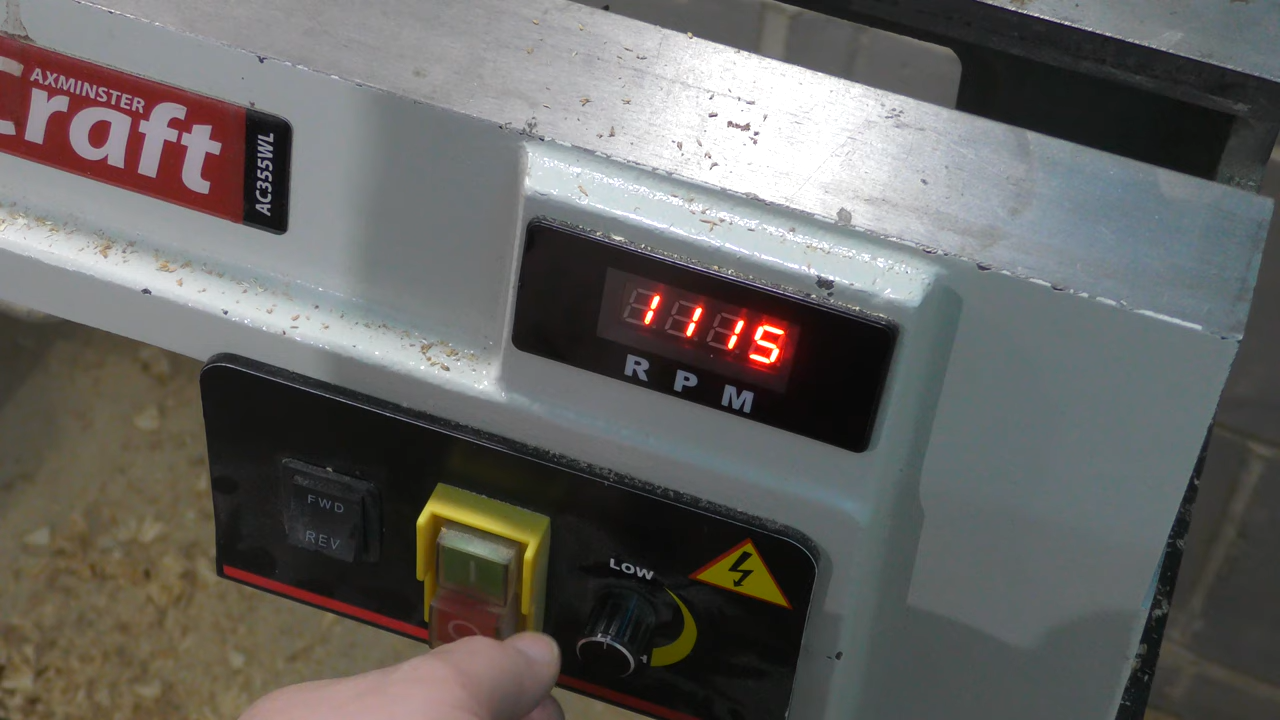 AXMINSTER
Craft
AC355WL
1115
RPM
FWD
REV
I
O
LOW